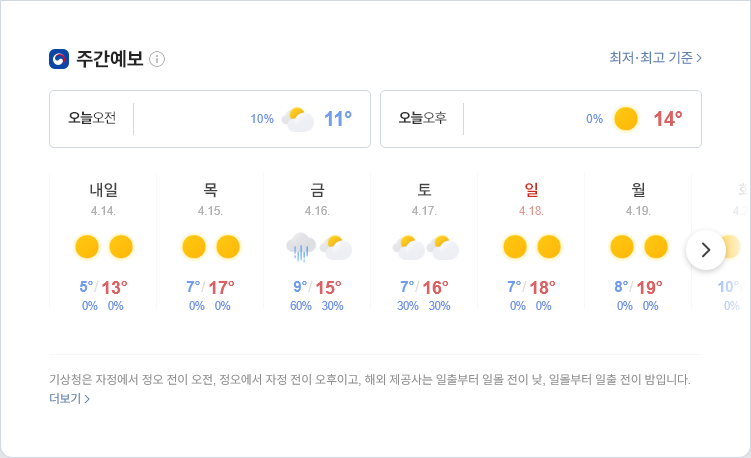 주간예보
최저·최고 기준
오늘오전 10% 11°
오늘오후 0% 14°
내일 목 금 토 일 월
4.14. 4.15. 4.16. 4.17. 4.18. 4.19.
5°/13° 7°/17° 9°/15° 7°/16° 7°/18° 8°/19° 10°
0% 0% 0% 0% 60% 30% 30% 30% 0% 0% 0% 0% 0%
기상청은 자정에서 정오 전이 오전, 정오에서 자정 전이 오후이고, 해외 제공사는 일출부터 일몰 전이 낮, 일몰부터 일출 전이 밤입니다.
더보기